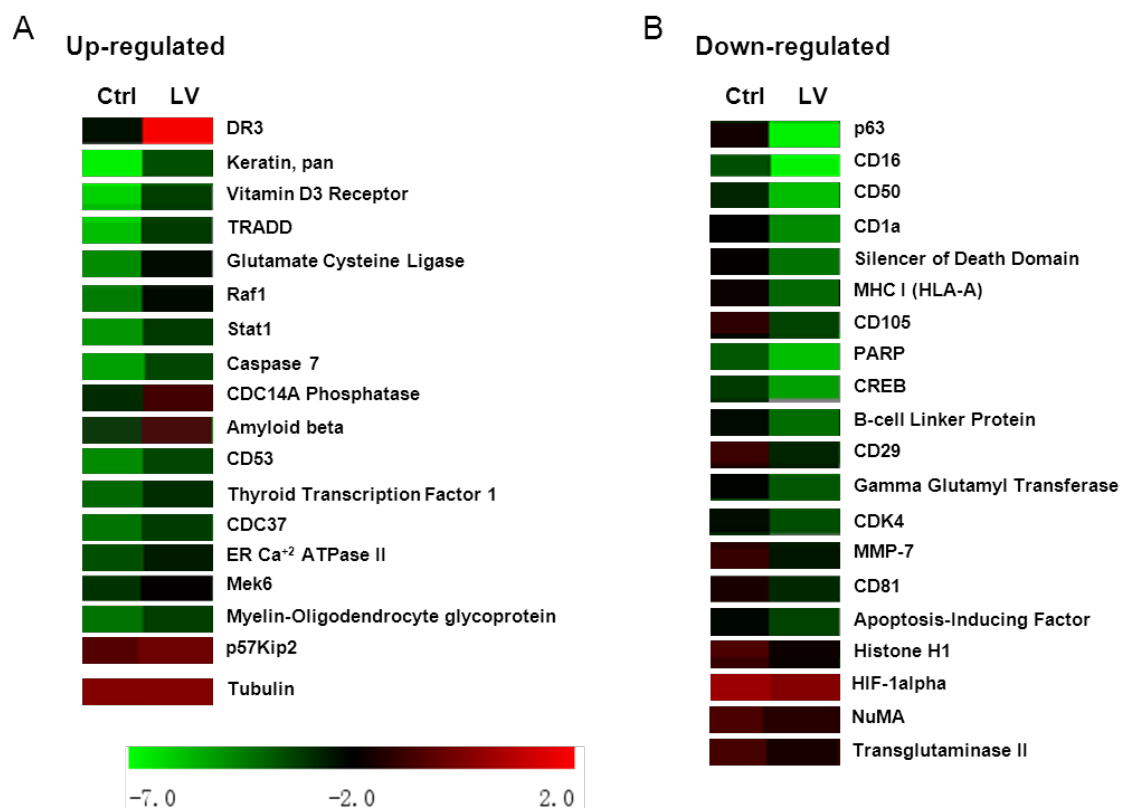 A
Up-regulated
Ctrl LV
DR3
Keratin, pan
Vitamin D3 Receptor
TRADD
Glutamate Cysteine Ligase
Raf1
Stat1
Caspase 7
CDC14A Phosphatase
Amyloid beta
CD53
Thyroid Transcription Factor 1
CDC37
ER Ca⁺² ATPase II
Mek6
Myelin-Oligodendrocyte glycoprotein
p57Kip2
Tubulin
-7.0 -2.0 2.0
B
Down-regulated
Ctrl LV
p63
CD16
CD50
CD1a
Silencer of Death Domain
MHC I (HLA-A)
CD105
PARP
CREB
B-cell Linker Protein
CD29
Gamma Glutamyl Transferase
CDK4
MMP-7
CD81
Apoptosis-Inducing Factor
Histone H1
HIF-1alpha
NuMA
Transglutaminase II